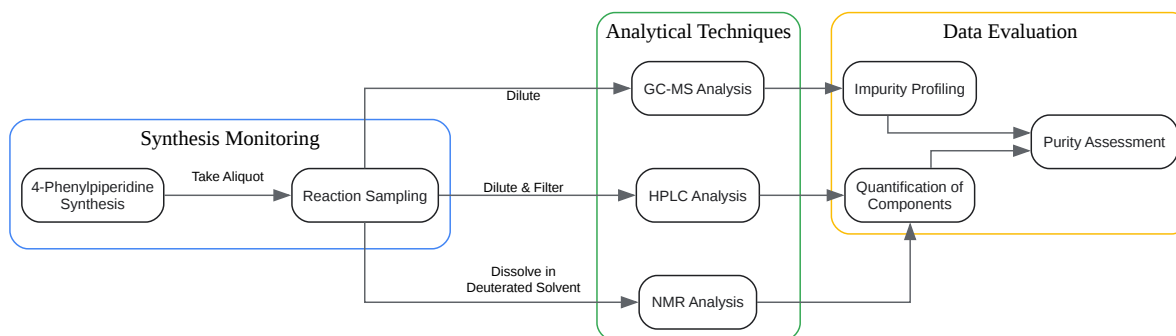 Synthesis Monitoring
4-Phenylpiperidine
Synthesis
Take Aliquot
Reaction Sampling
Dilute
Dilute & Filter
Dissolve in
Deuterated Solvent
Analytical Techniques
GC-MS Analysis
HPLC Analysis
NMR Analysis
Data Evaluation
Impurity Profiling
Quantification of
Components
Purity Assessment